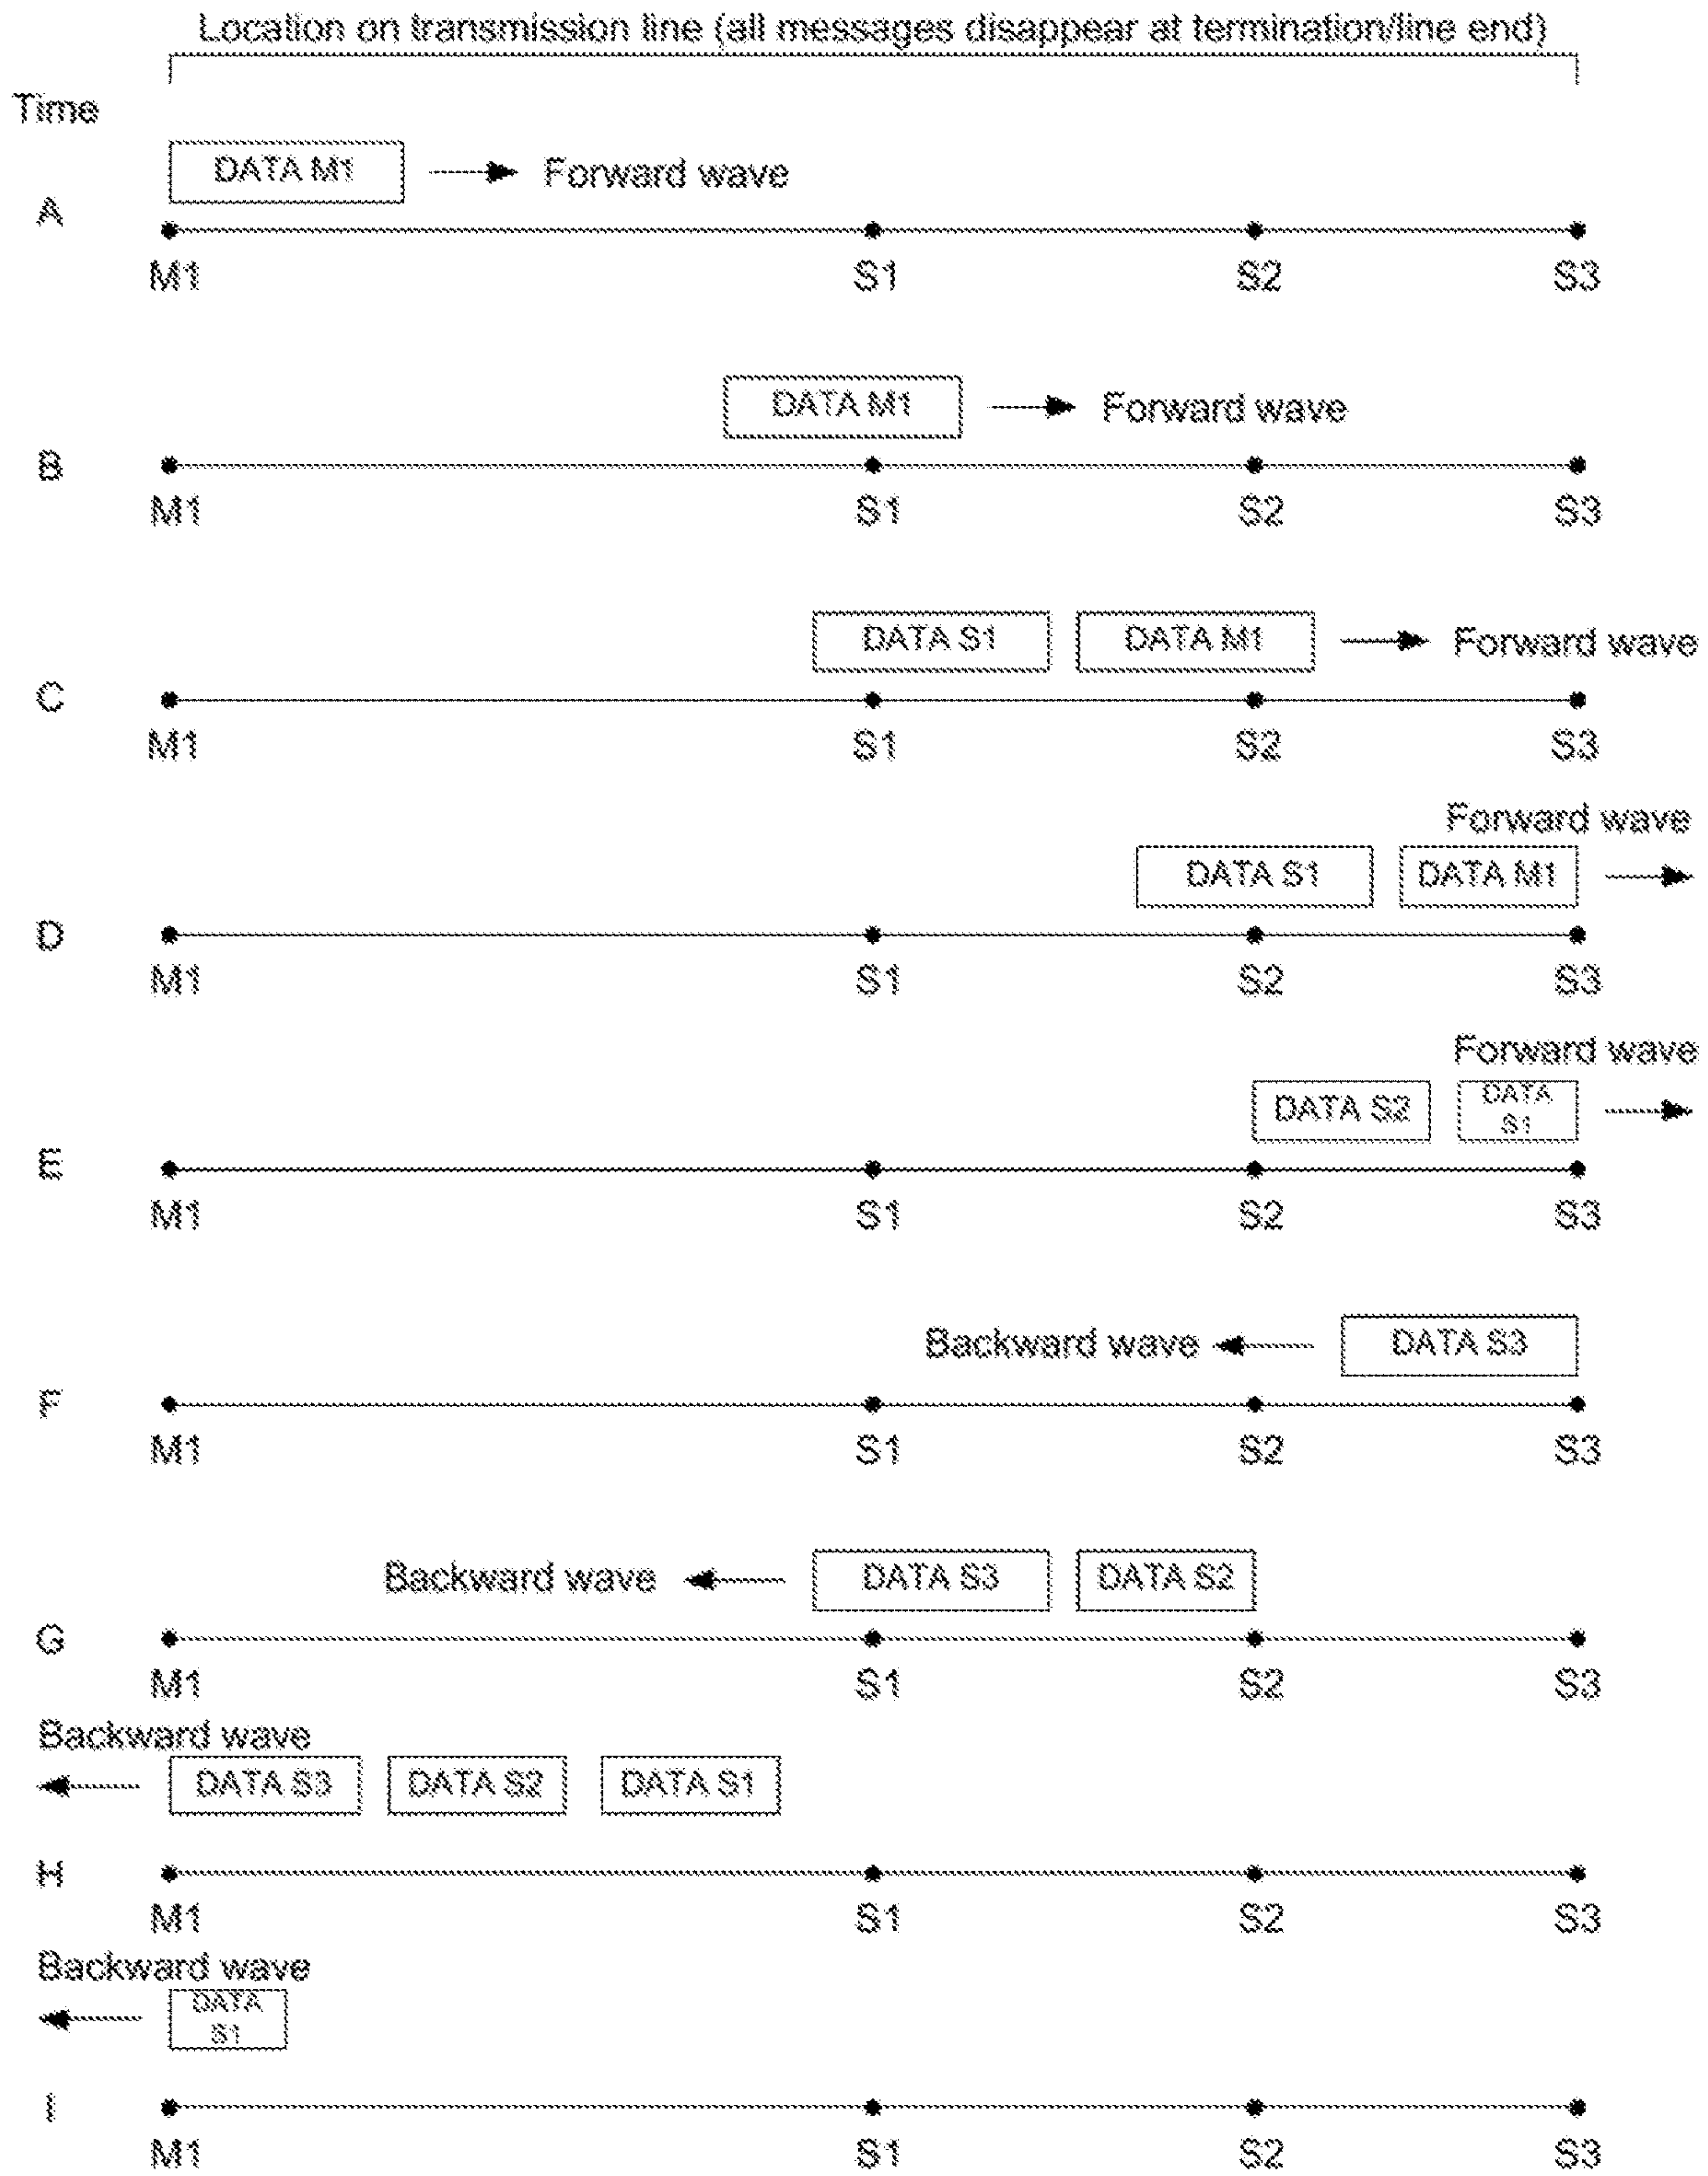 Location on transmission line (all messages disappear at termination/line end)
Time
DATA M1 Forward wave
A
M1 S1 S2 S3
DATA M1 Forward wave
B
M1 S1 S2 S3
DATA S1 DATA M1 Forward wave
C
M1 S1 S2 S3
Forward wave
DATA S1 DATA M1
D
M1 S1 S2 S3
Forward wave
DATA S2 DATA
S1
E
M1 S1 S2 S3
Backward wave DATA S3
F
M1 S1 S2 S3
Backward wave DATA S3 DATA S2
G
M1 S1 S2 S3
Backward wave
DATA S3 DATA S2 DATA S1
H
M1 S1 S2 S3
Backward wave
DATA
S1
I
M1 S1 S2 S3